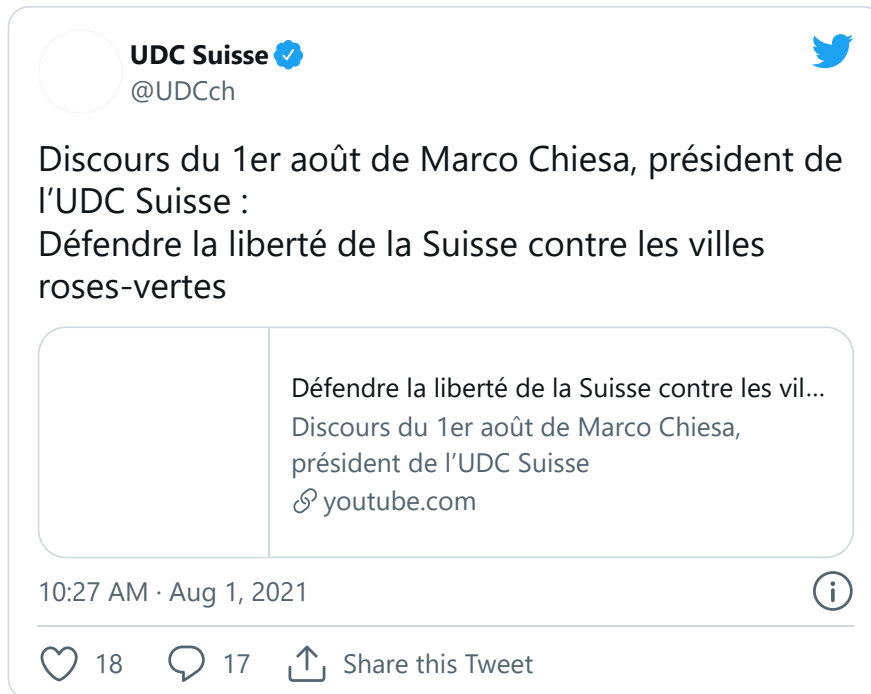 UDC Suisse
@UDCch
Discours du 1er août de Marco Chiesa, président de
l’UDC Suisse :
Défendre la liberté de la Suisse contre les villes
roses-vertes
Défendre la liberté de la Suisse contre les vil...
Discours du 1er août de Marco Chiesa,
président de l’UDC Suisse
youtube.com
10:27 AM · Aug 1, 2021
18 17 Share this Tweet